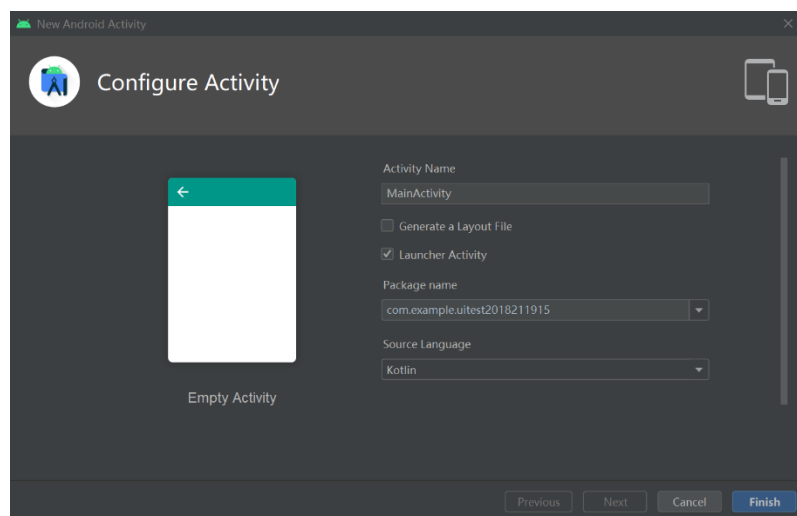 New Android Activity
Configure Activity
Activity Name
MainActivity
Generate a Layout File
Launcher Activity
Package name
com.example.uitest2018211915
Source Language
Kotlin
Empty Activity
Previous Next Cancel Finish